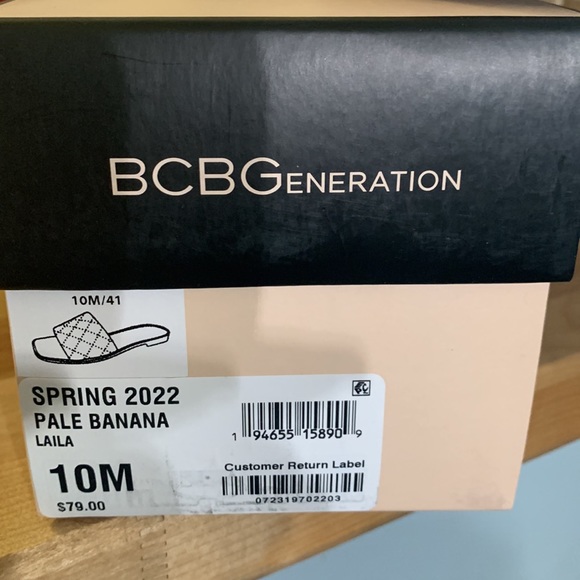 BCBGENERATION
10M/41
SPRING 2022
PALE BANANA
LAILA
10M
$79.00
1 94655 15890 9
Customer Return Label
072319702203